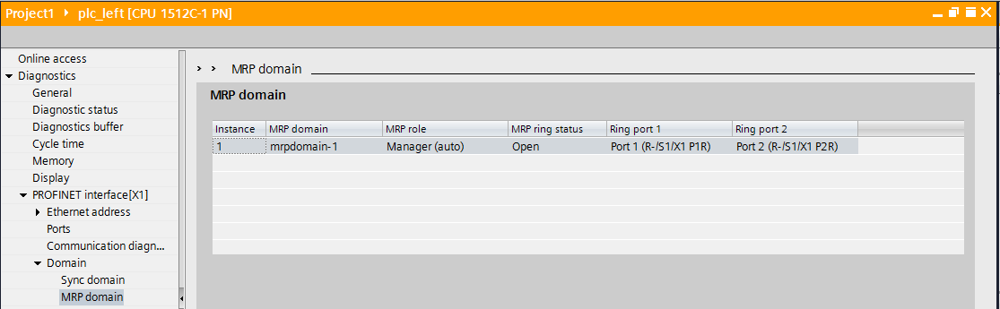 Project1 ▸ plc_left [CPU 1512C-1 PN]
Online access
Diagnostics
General
Diagnostic status
Diagnostics buffer
Cycle time
Memory
Display
PROFINET interface[X1]
Ethernet address
Ports
Communication diagn...
Domain
Sync domain
MRP domain
> > MRP domain
MRP domain
Instance MRP domain MRP role MRP ring status Ring port 1 Ring port 2
1 mrpdomain-1 Manager (auto) Open Port 1 (R-/S1/X1 P1R) Port 2 (R-/S1/X1 P2R)